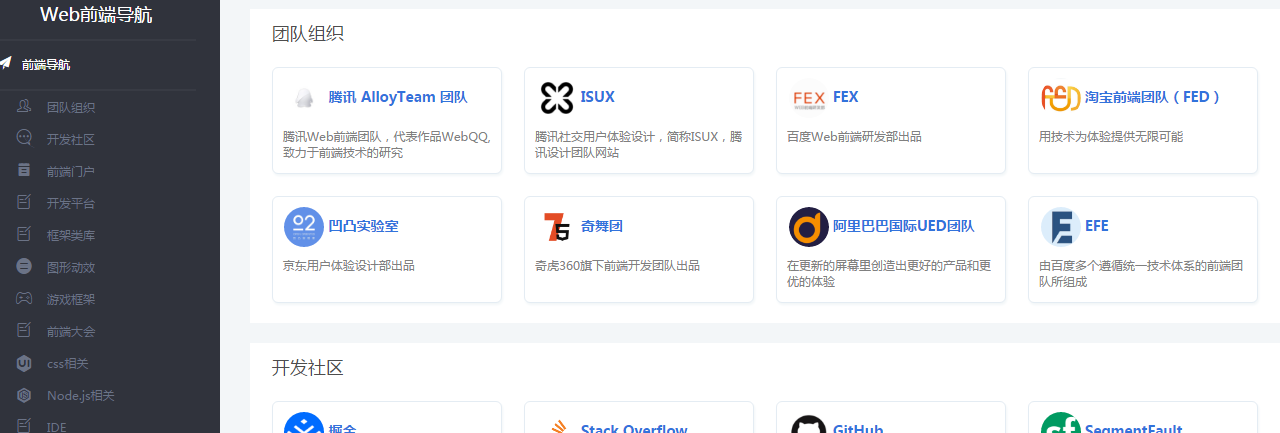 Web前端导航
前端导航
团队组织
开发社区
前端门户
开发平台
框架类库
图形动效
游戏框架
前端大会
css相关
Node.js相关
IDE
团队组织
腾讯 AlloyTeam 团队
腾讯Web前端团队，代表作品WebQQ,
致力于前端技术的研究
ISUX
腾讯社交用户体验设计，简称ISUX，腾
讯设计团队网站
FEX
FEX
百度Web前端研发部出品
FED
淘宝前端团队（FED）
用技术为体验提供无限可能
凹凸实验室
京东用户体验设计部出品
奇舞团
奇虎360旗下前端开发团队出品
阿里巴巴国际UED团队
在更新的屏幕里创造出更好的产品和更
优的体验
EFE
由百度多个遵循统一技术体系的前端团
队所组成
开发社区
掘金
Stack Overflow
GitHub
SegmentFault